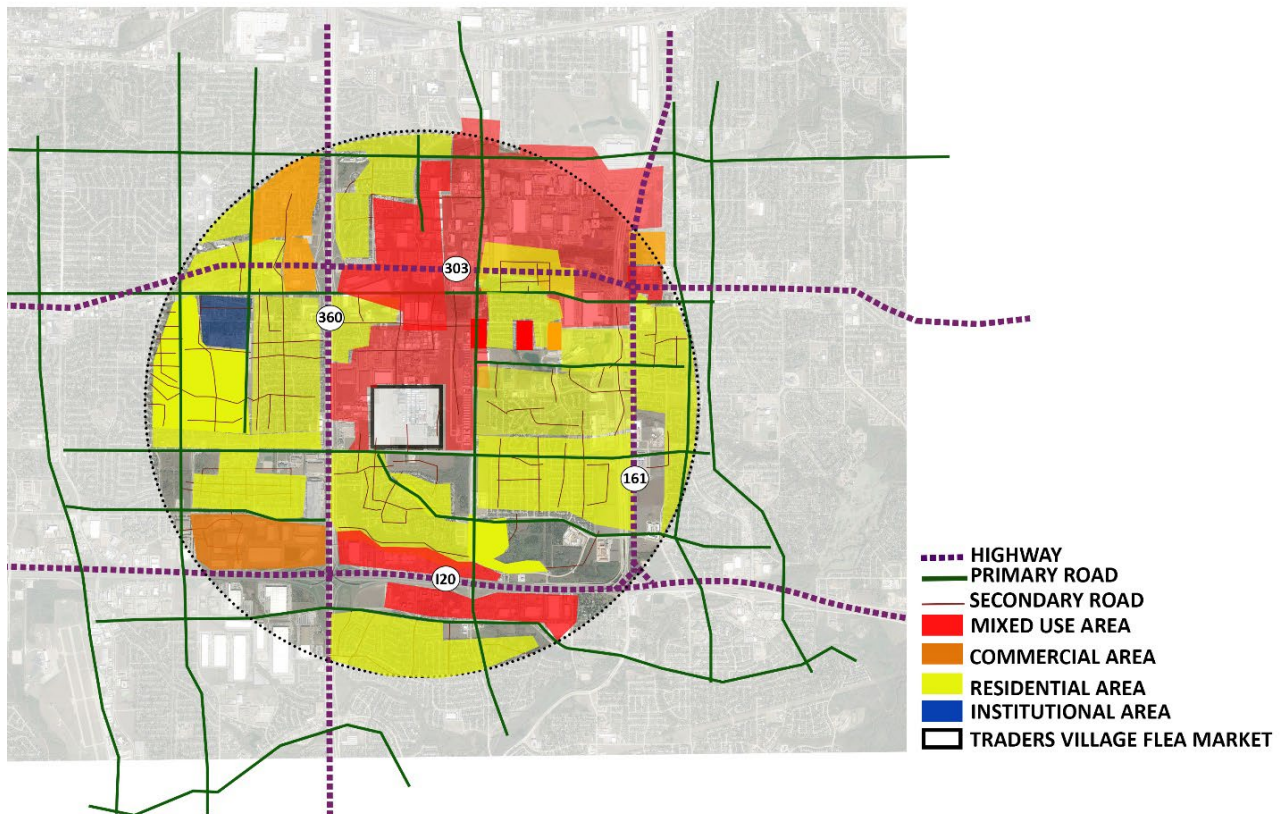 303
360
161
I20
HIGHWAY
PRIMARY ROAD
SECONDARY ROAD
MIXED USE AREA
COMMERCIAL AREA
RESIDENTIAL AREA
INSTITUTIONAL AREA
TRADERS VILLAGE FLEA MARKET